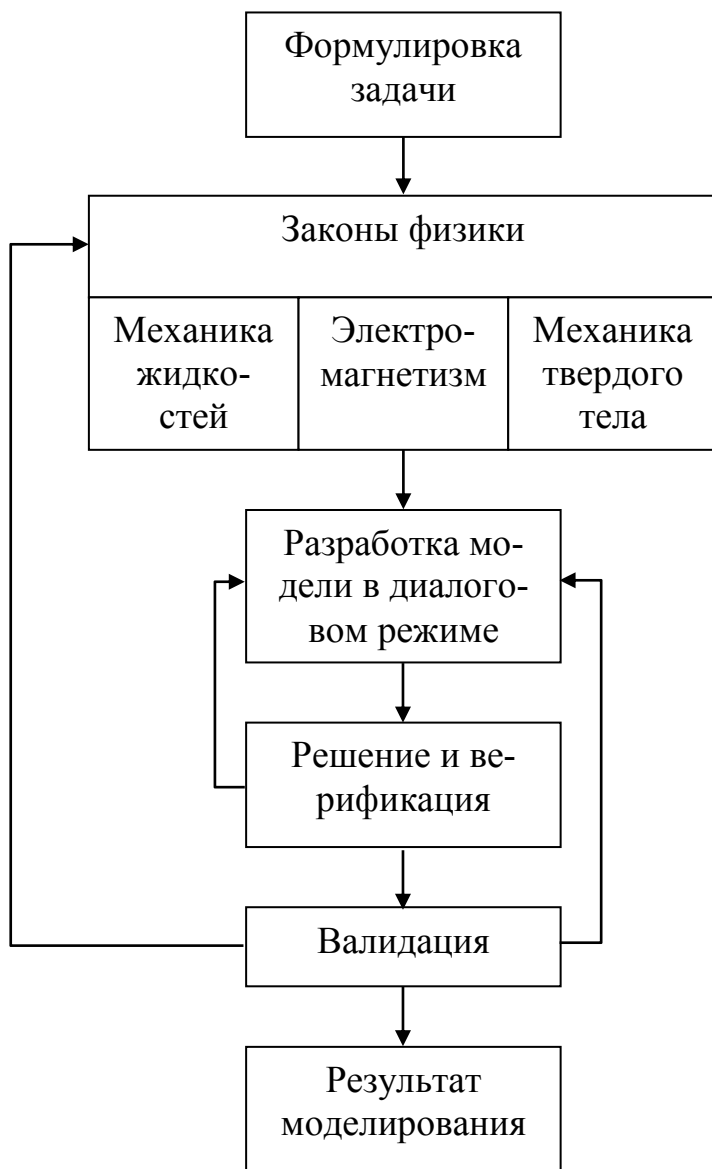 Формулировка
задачи
Законы физики
Механика
жидко-
стей
Электро-
магнетизм
Механика
твердого
тела
Разработка мо-
дели в диалого-
вом режиме
Решение и ве-
рификация
Валидация
Результат
моделирования